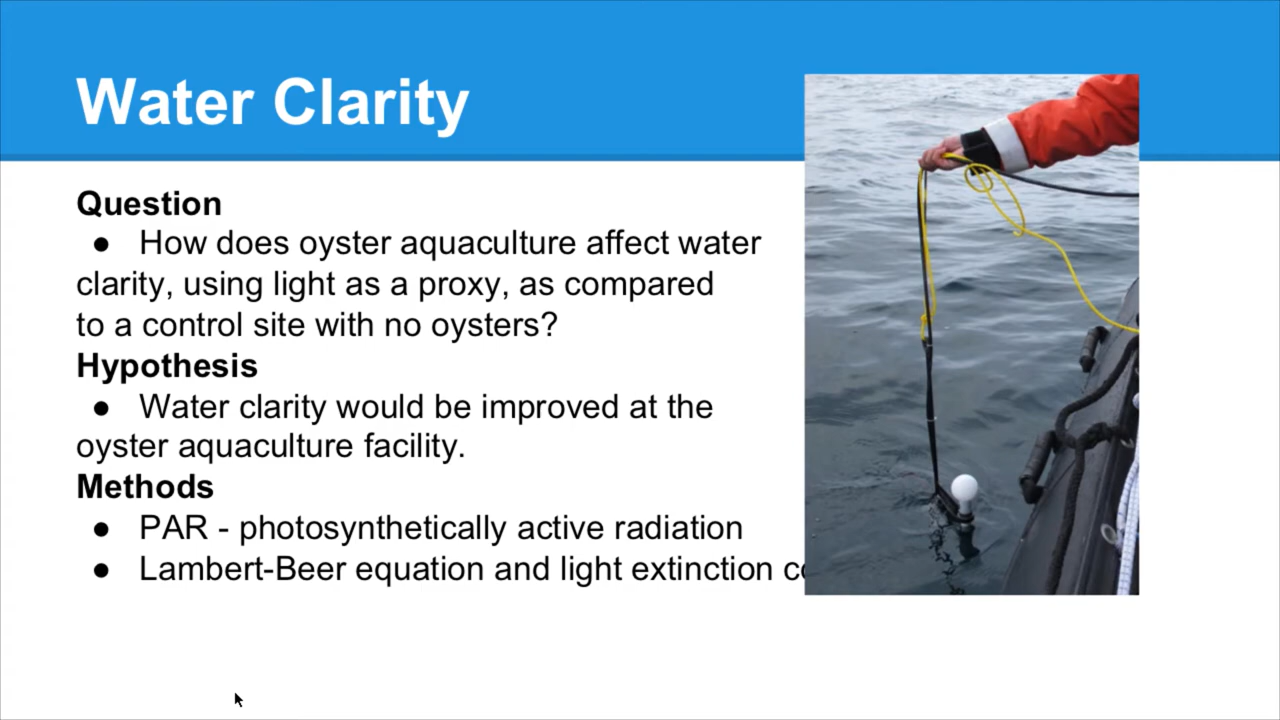 Water Clarity
Question
● How does oyster aquaculture affect water
clarity, using light as a proxy, as compared
to a control site with no oysters?
Hypothesis
● Water clarity would be improved at the
oyster aquaculture facility.
Methods
● PAR - photosynthetically active radiation
● Lambert-Beer equation and light extinction